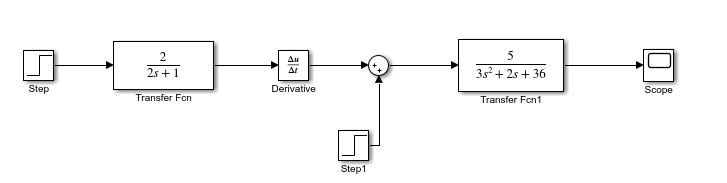 2
2s + 1
Δu
Δt
+
+
5
3s² + 2s + 36
Step
Transfer Fcn
Derivative
Transfer Fcn1
Scope
Step1